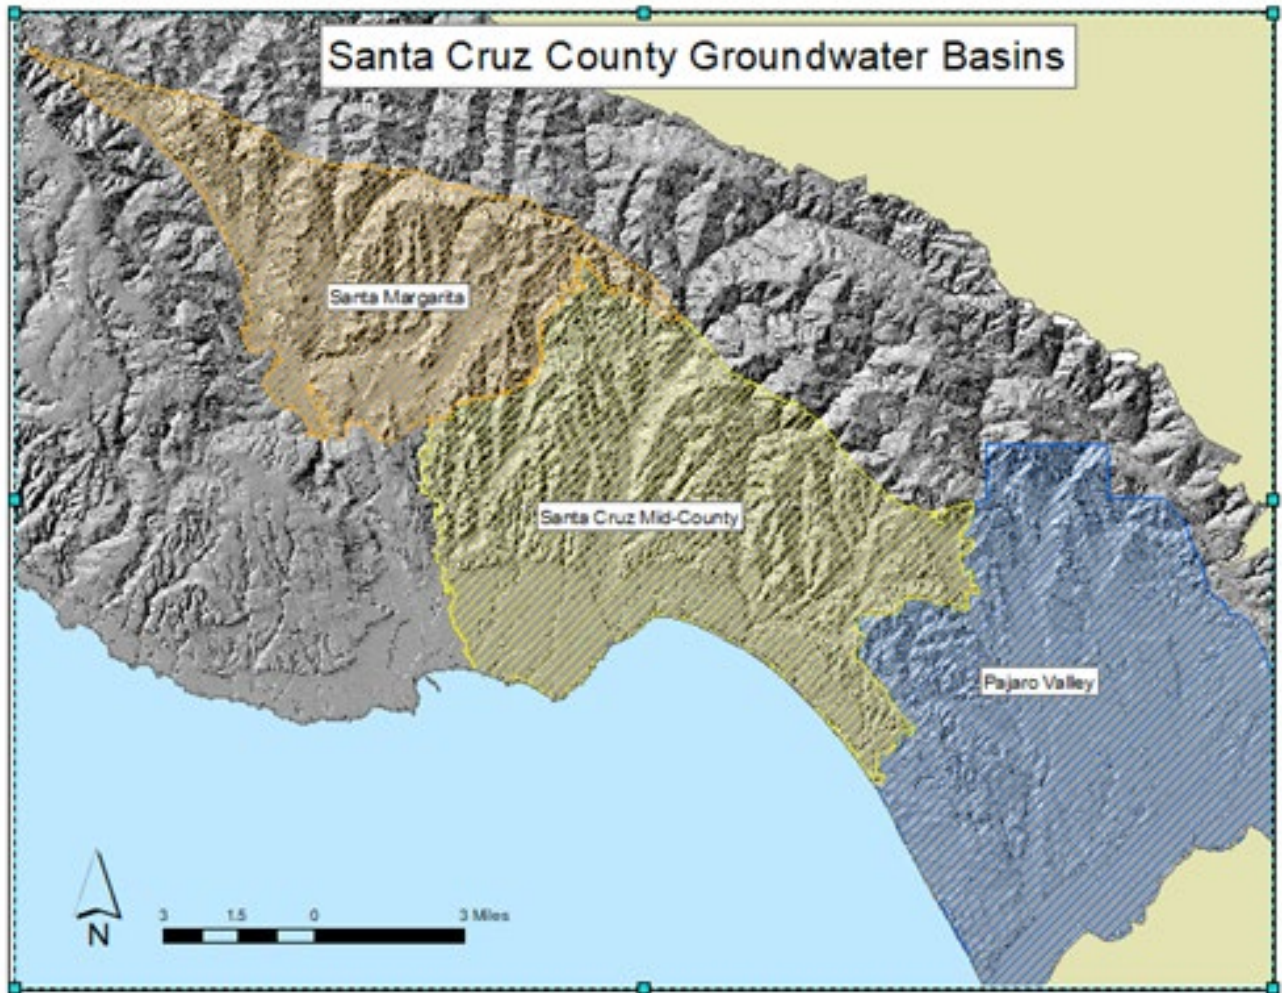 Santa Cruz County Groundwater Basins
Santa Margarita
Santa Cruz Mid-County
Pajaro Valley
N
3 1.5 0 3 Miles